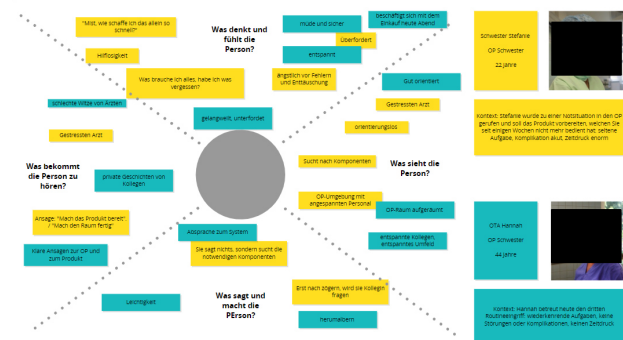 "Mist, wie schaffe ich das allein so
schnell?"
Hilflosigkeit
Was brauche ich alles, habe ich was
vergessen?
schlechte Witze von Ärzten
Gestressten Arzt
Was denkt und
fühlt die
Person?
müde und sicher
beschäftigt sich mit dem
Einkauf heute Abend
Überfordert
entspannt
ängstlich vor Fehlern
und Enttäuschung
Gut orientiert
gelangweilt, unterfordert
Gestressten Arzt
orientierungslos
Was bekommt
die Person zu
hören?
private Geschichten von
Kollegen
Ansage: "Mach das Produkt bereit"
/ "Mach den Raum fertig"
klare Ansagen zur OP und
zum Produkt
Sucht nach Komponenten
Was sieht die
Person?
OP-Umgebung mit
angespannten Personal
OP-Raum aufgeräumt
entspannte Kollegen,
entspanntes Umfeld
Absprache zum System
Sie sagt nichts, sondern sucht die
notwendigen Komponenten
Leichtigkeit
Was sagt und
macht die
PErson?
Erst nach zögern, wird sie Kollegin
fragen
herumalbern
Schwester Stefanie
OP Schwester
22 Jahre
Kontext: Stefanie wurde zu einer Notsituation in den OP
gerufen und soll das Produkt vorbereiten, welchen Sie
seit einigen Wochen nicht mehr bedient hat; seltene
Aufgabe, Komplikation akut, Zeitdruck enorm
OTA Hannah
OP Schwester
44 Jahre
Kontext: Hannah betreut heute den dritten
Routineeingriff: wiederkehrende Aufgaben, keine
Störungen oder Komplikationen, keinen Zeitdruck